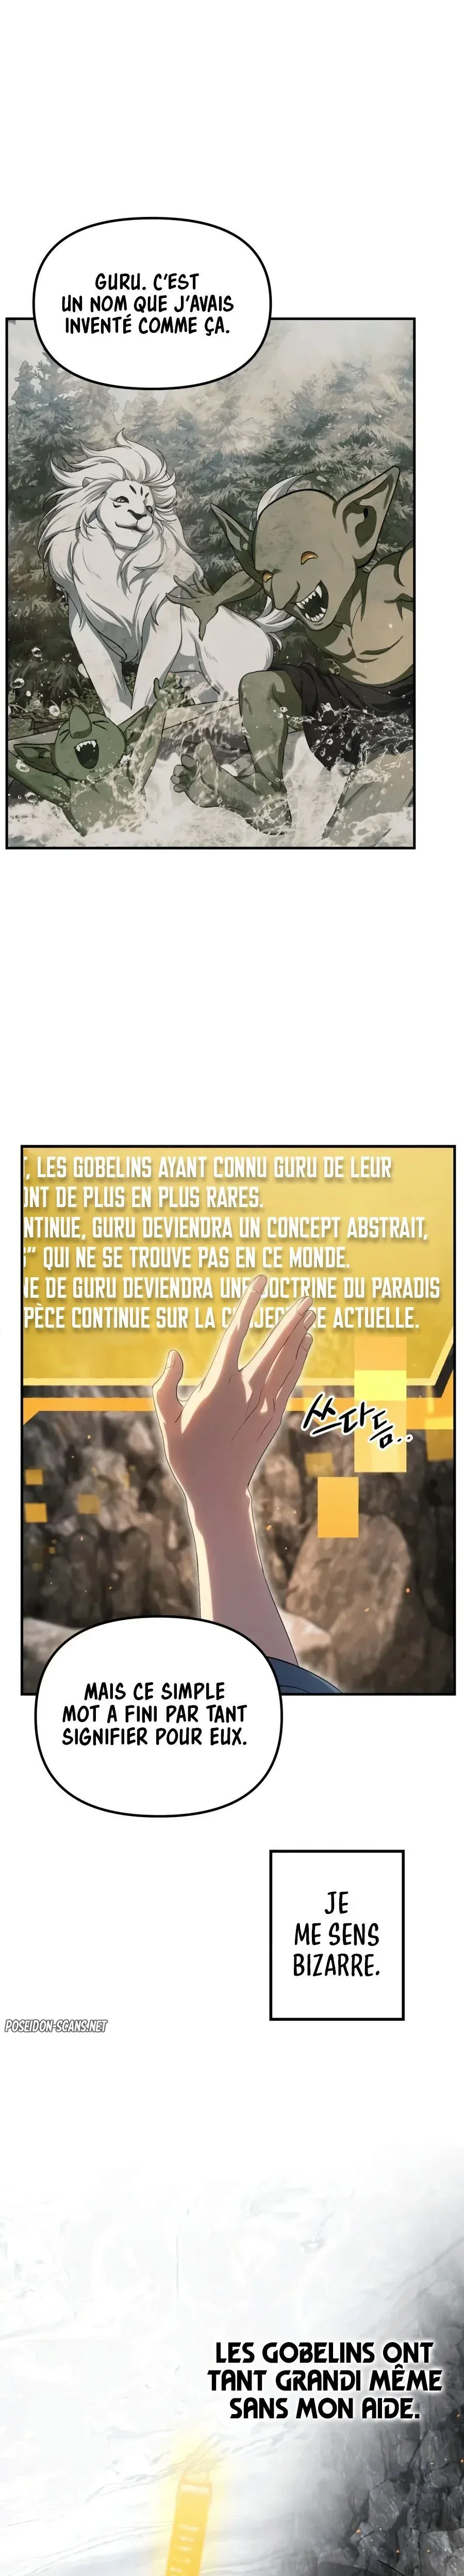 GURU. C'EST
UN NOM QUE J'AVAIS
INVENTÉ COMME ÇA.
, LES GOBELINS AYANT CONNU GURU DE LEUR
NT DE PLUS EN PLUS RARES.
NTINUE, GURU DEVIENDRA UN CONCEPT ABSTRAIT,
" QUI NE SE TROUVE PAS EN CE MONDE.
E DE GURU DEVIENDRA UNE DOCTRINE DU PARADIS
PÈCE CONTINUE SUR LA E ACTUELLE.
쓰다듬..
MAIS CE SIMPLE
MOT A FINI PAR TANT
SIGNIFIER POUR EUX.
JE
ME SENS
BIZARRE.
POSEIDON-SCANS.NET
LES GOBELINS ONT
TANT GRANDI MÊME
SANS MON AIDE.